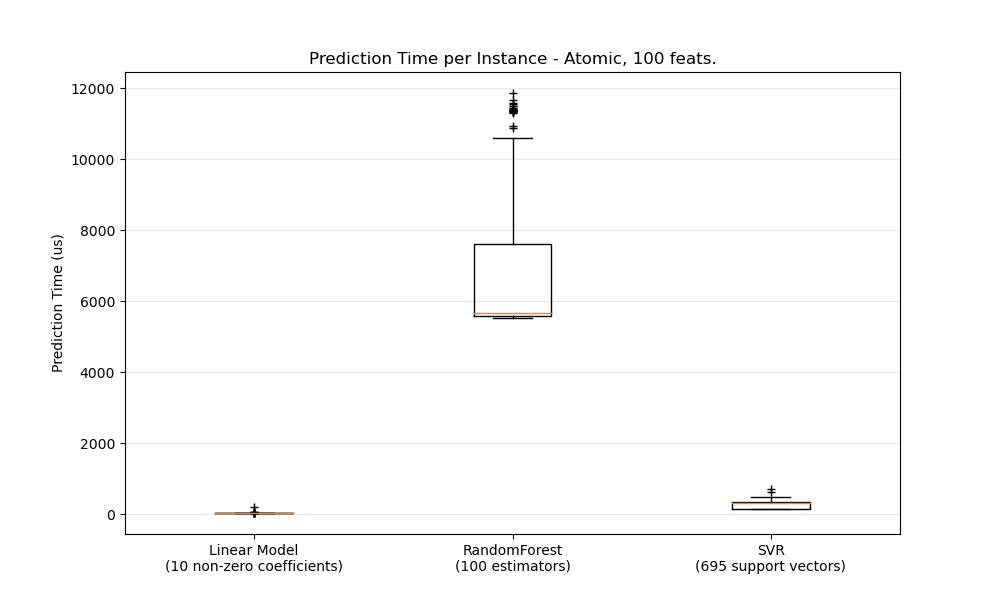 Prediction Time per Instance - Atomic, 100 feats.
12000
10000
8000
6000
4000
2000
0
Prediction Time (us)
Linear Model
(10 non-zero coefficients)
RandomForest
(100 estimators)
SVR
(695 support vectors)